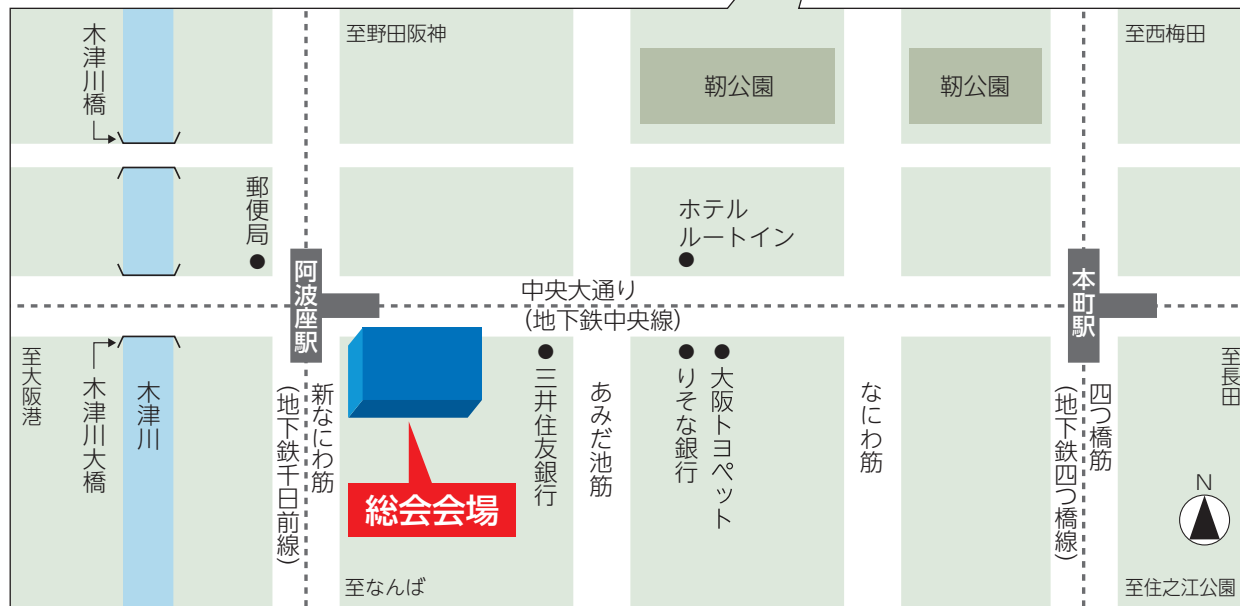 至野田阪神
至西梅田
木津川橋
靭公園
靭公園
郵便局
ホテル
ルートイン
阿波座駅
本町駅
中央大通り
(地下鉄中央線)
至大阪港
木津川大橋
木津川
(地下鉄千日前線)
新なにわ筋
三井住友銀行
あみだ池筋
りそな銀行
大阪トヨペット
なにわ筋
(地下鉄四つ橋線)
四つ橋筋
至長田
総会会場
N
至なんば
至住之江公園